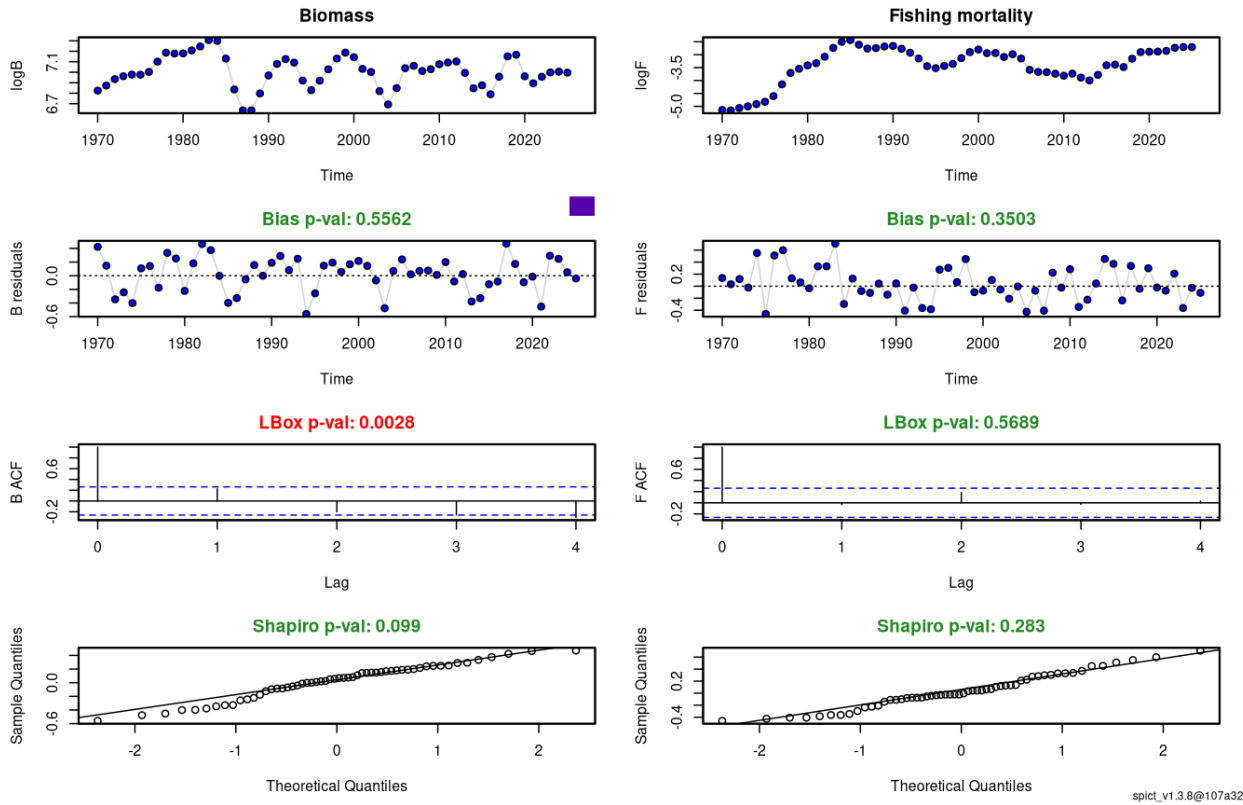 Biomass
logB
6.7 7.1
1970 1980 1990 2000 2010 2020
Time
Fishing mortality
logF
-5.0 -3.5
1970 1980 1990 2000 2010 2020
Time
Bias p-val: 0.5562
B residuals
-0.6 0.0
1970 1980 1990 2000 2010 2020
Time
Bias p-val: 0.3503
F residuals
-0.4 0.2
1970 1980 1990 2000 2010 2020
Time
LBox p-val: 0.0028
B ACF
-0.2 0.6
0 1 2 3 4
Lag
LBox p-val: 0.5689
F ACF
-0.2 0.6
0 1 2 3 4
Lag
Shapiro p-val: 0.099
Sample Quantiles
-0.6 0.0
-2 -1 0 1 2
Theoretical Quantiles
Shapiro p-val: 0.283
Sample Quantiles
-0.4 0.2
-2 -1 0 1 2
Theoretical Quantiles
spict_v1.3.8@107a32